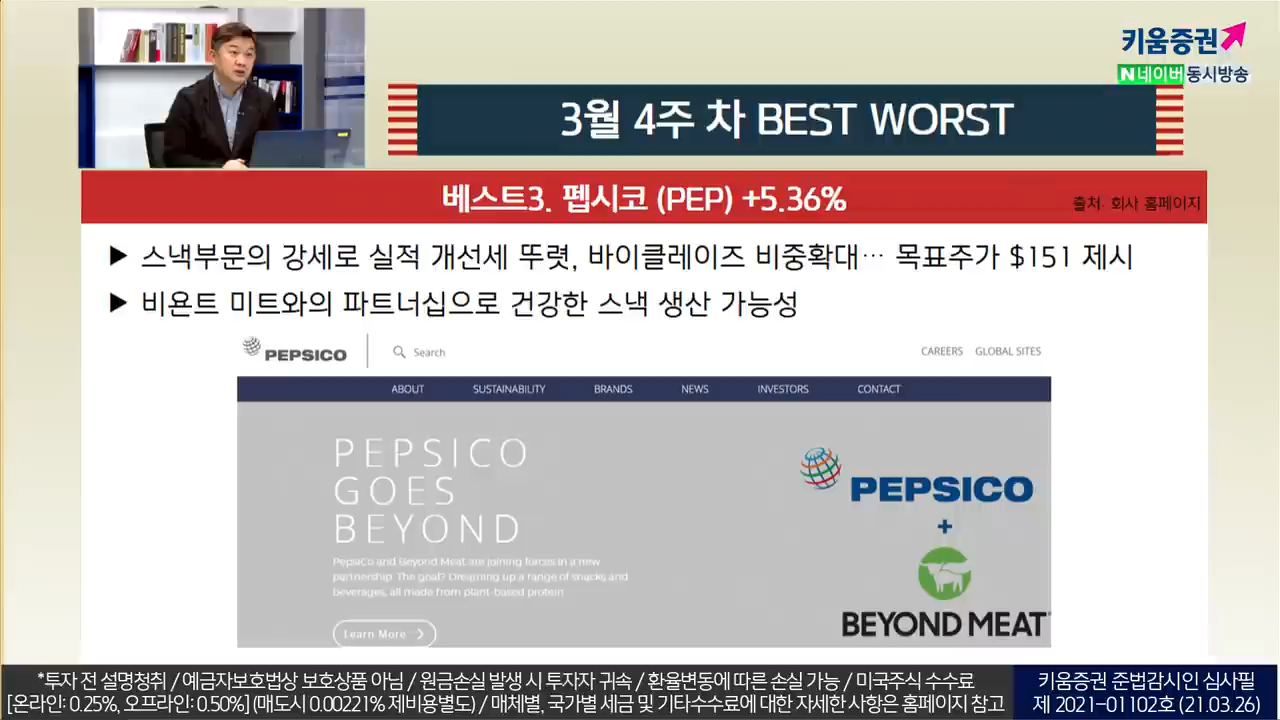 키움증권
N 네이버 동시방송
3월 4주 차 BEST WORST
베스트3. 펩시코 (PEP) +5.36%
출처: 회사 홈페이지
▶ 스낵부문의 강세로 실적 개선세 뚜렷, 바이클레이즈 비중확대… 목표주가 $151 제시
▶ 비욘트 미트와의 파트너십으로 건강한 스낵 생산 가능성
PEPSICO
Search
CAREERS GLOBAL SITES
ABOUT SUSTAINABILITY BRANDS NEWS INVESTORS CONTACT
PEPSICO
GOES
BEYOND
PepsiCo and Beyond Meat are joining forces in a new
partnership. The goal? Dreaming up a range of snacks and
beverages, all made from plant-based protein
Learn More
PEPSICO
+
BEYOND MEAT
*투자 전 설명청취 / 예금자보호법상 보호상품 아님 / 원금손실 발생 시 투자자 귀속 / 환율변동에 따른 손실 가능 / 미국주식 수수료
[온라인: 0.25%, 오프라인: 0.50%] (매도시 0.00221% 제비용별도) / 매체별, 국가별 세금 및 기타수수료에 대한 자세한 사항은 홈페이지 참고
키움증권 준법감시인 심사필
제 2021-01102호 (21.03.26)